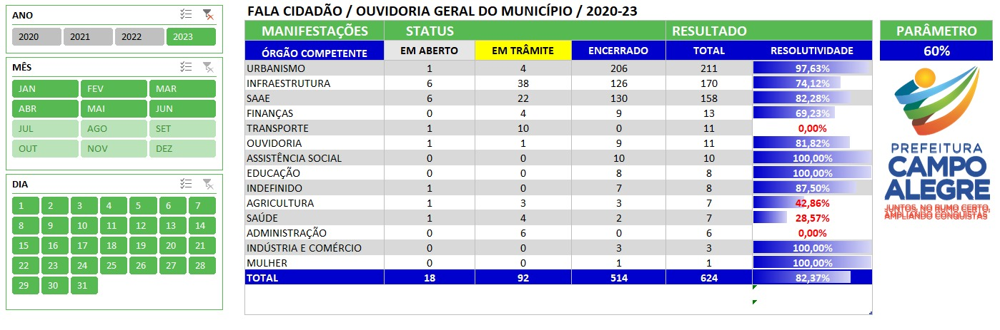 ANO
2020 2021 2022 2023
MÊS
JAN FEV MAR
ABR MAI JUN
JUL AGO SET
OUT NOV DEZ
DIA
1 2 3 4 5 6 7
8 9 10 11 12 13 14
15 16 17 18 19 20 21
22 23 24 25 26 27 28
29 30 31
FALA CIDADÃO / OUVIDORIA GERAL DO MUNICÍPIO / 2020-23
MANIFESTAÇÕES STATUS RESULTADO
ÓRGÃO COMPETENTE EM ABERTO EM TRÂMITE ENCERRADO TOTAL RESOLUTIVIDADE
URBANISMO 1 4 206 211 97,63%
INFRAESTRUTURA 6 38 126 170 74,12%
SAAE 6 22 130 158 82,28%
FINANÇAS 0 4 9 13 69,23%
TRANSPORTE 1 10 0 11 0,00%
OUVIDORIA 1 1 9 11 81,82%
ASSISTÊNCIA SOCIAL 0 0 10 10 100,00%
EDUCAÇÃO 0 0 8 8 100,00%
INDEFINIDO 1 0 7 8 87,50%
AGRICULTURA 1 3 3 7 42,86%
SAÚDE 1 4 2 7 28,57%
ADMINISTRAÇÃO 0 6 0 6 0,00%
INDÚSTRIA E COMÉRCIO 0 0 3 3 100,00%
MULHER 0 0 1 1 100,00%
TOTAL 18 92 514 624 82,37%
PARÂMETRO
60%
PREFEITURA
CAMPO
ALEGRE
JUNTOS, NO RUMO CERTO,
AMPLIANDO CONQUISTAS